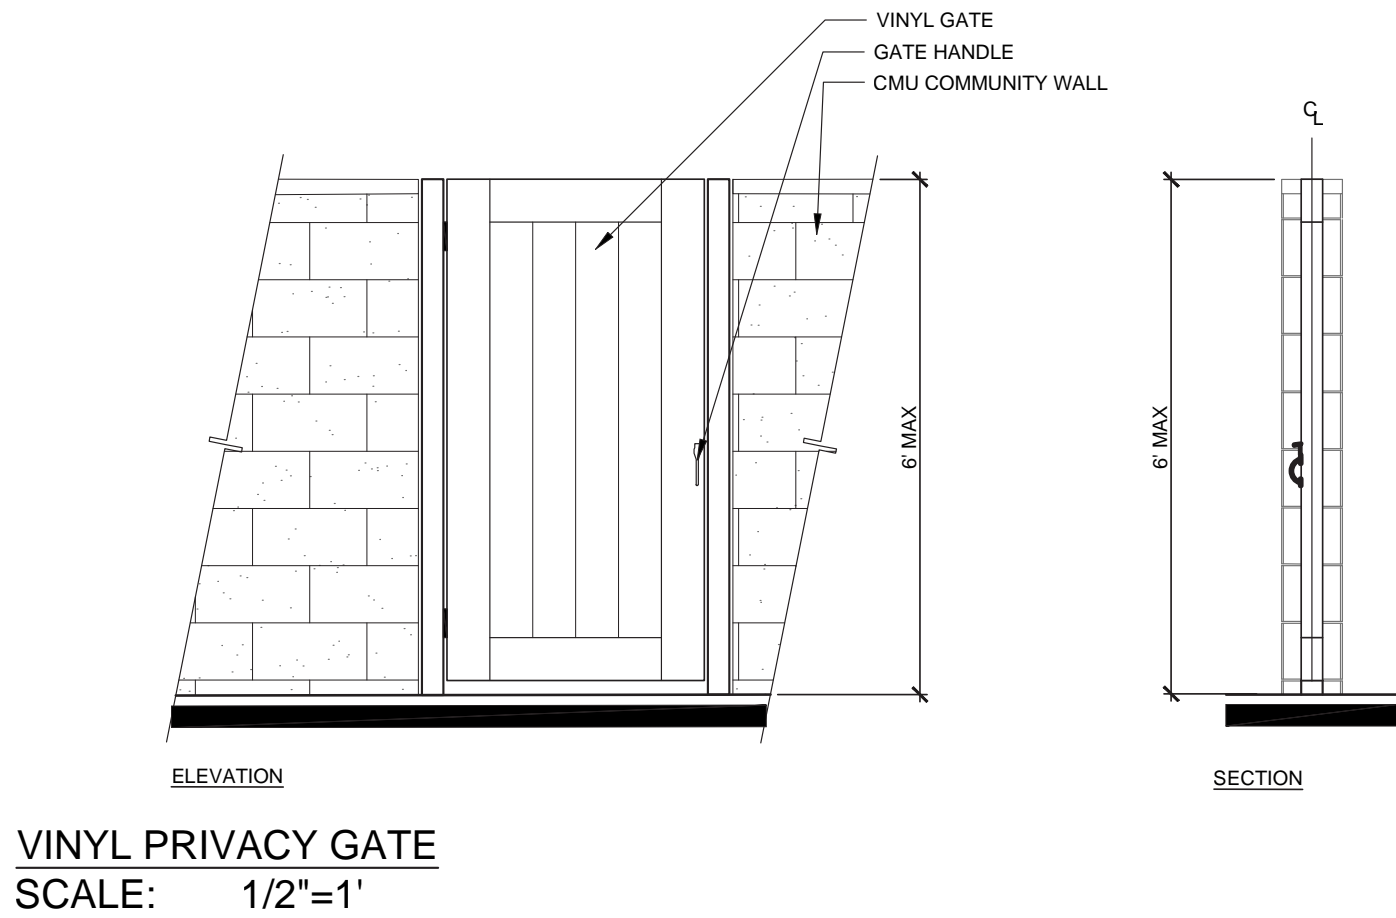 VINYL GATE
GATE HANDLE
CMU COMMUNITY WALL
CL
6' MAX
6' MAX
ELEVATION
SECTION
VINYL PRIVACY GATE
SCALE: 1/2"=1'